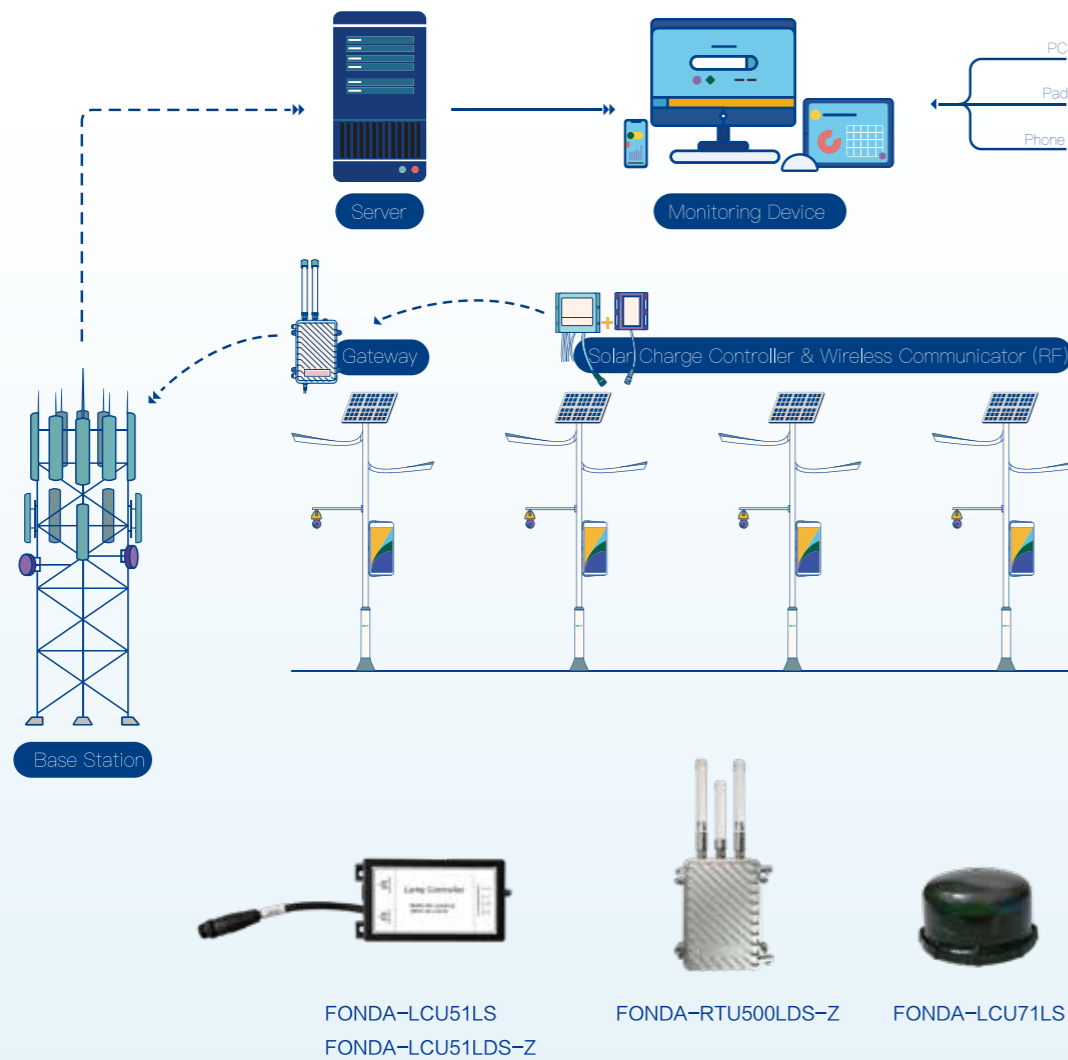 PC
Pad
Phone
Server
Monitoring Device
Gateway
Solar Charge Controller & Wireless Communicator (RF)
Base Station
Lamp Controller
FONDA-LCU51LS
FONDA-LCU51LDS-Z
FONDA-RTU500LDS-Z
FONDA-LCU71LS